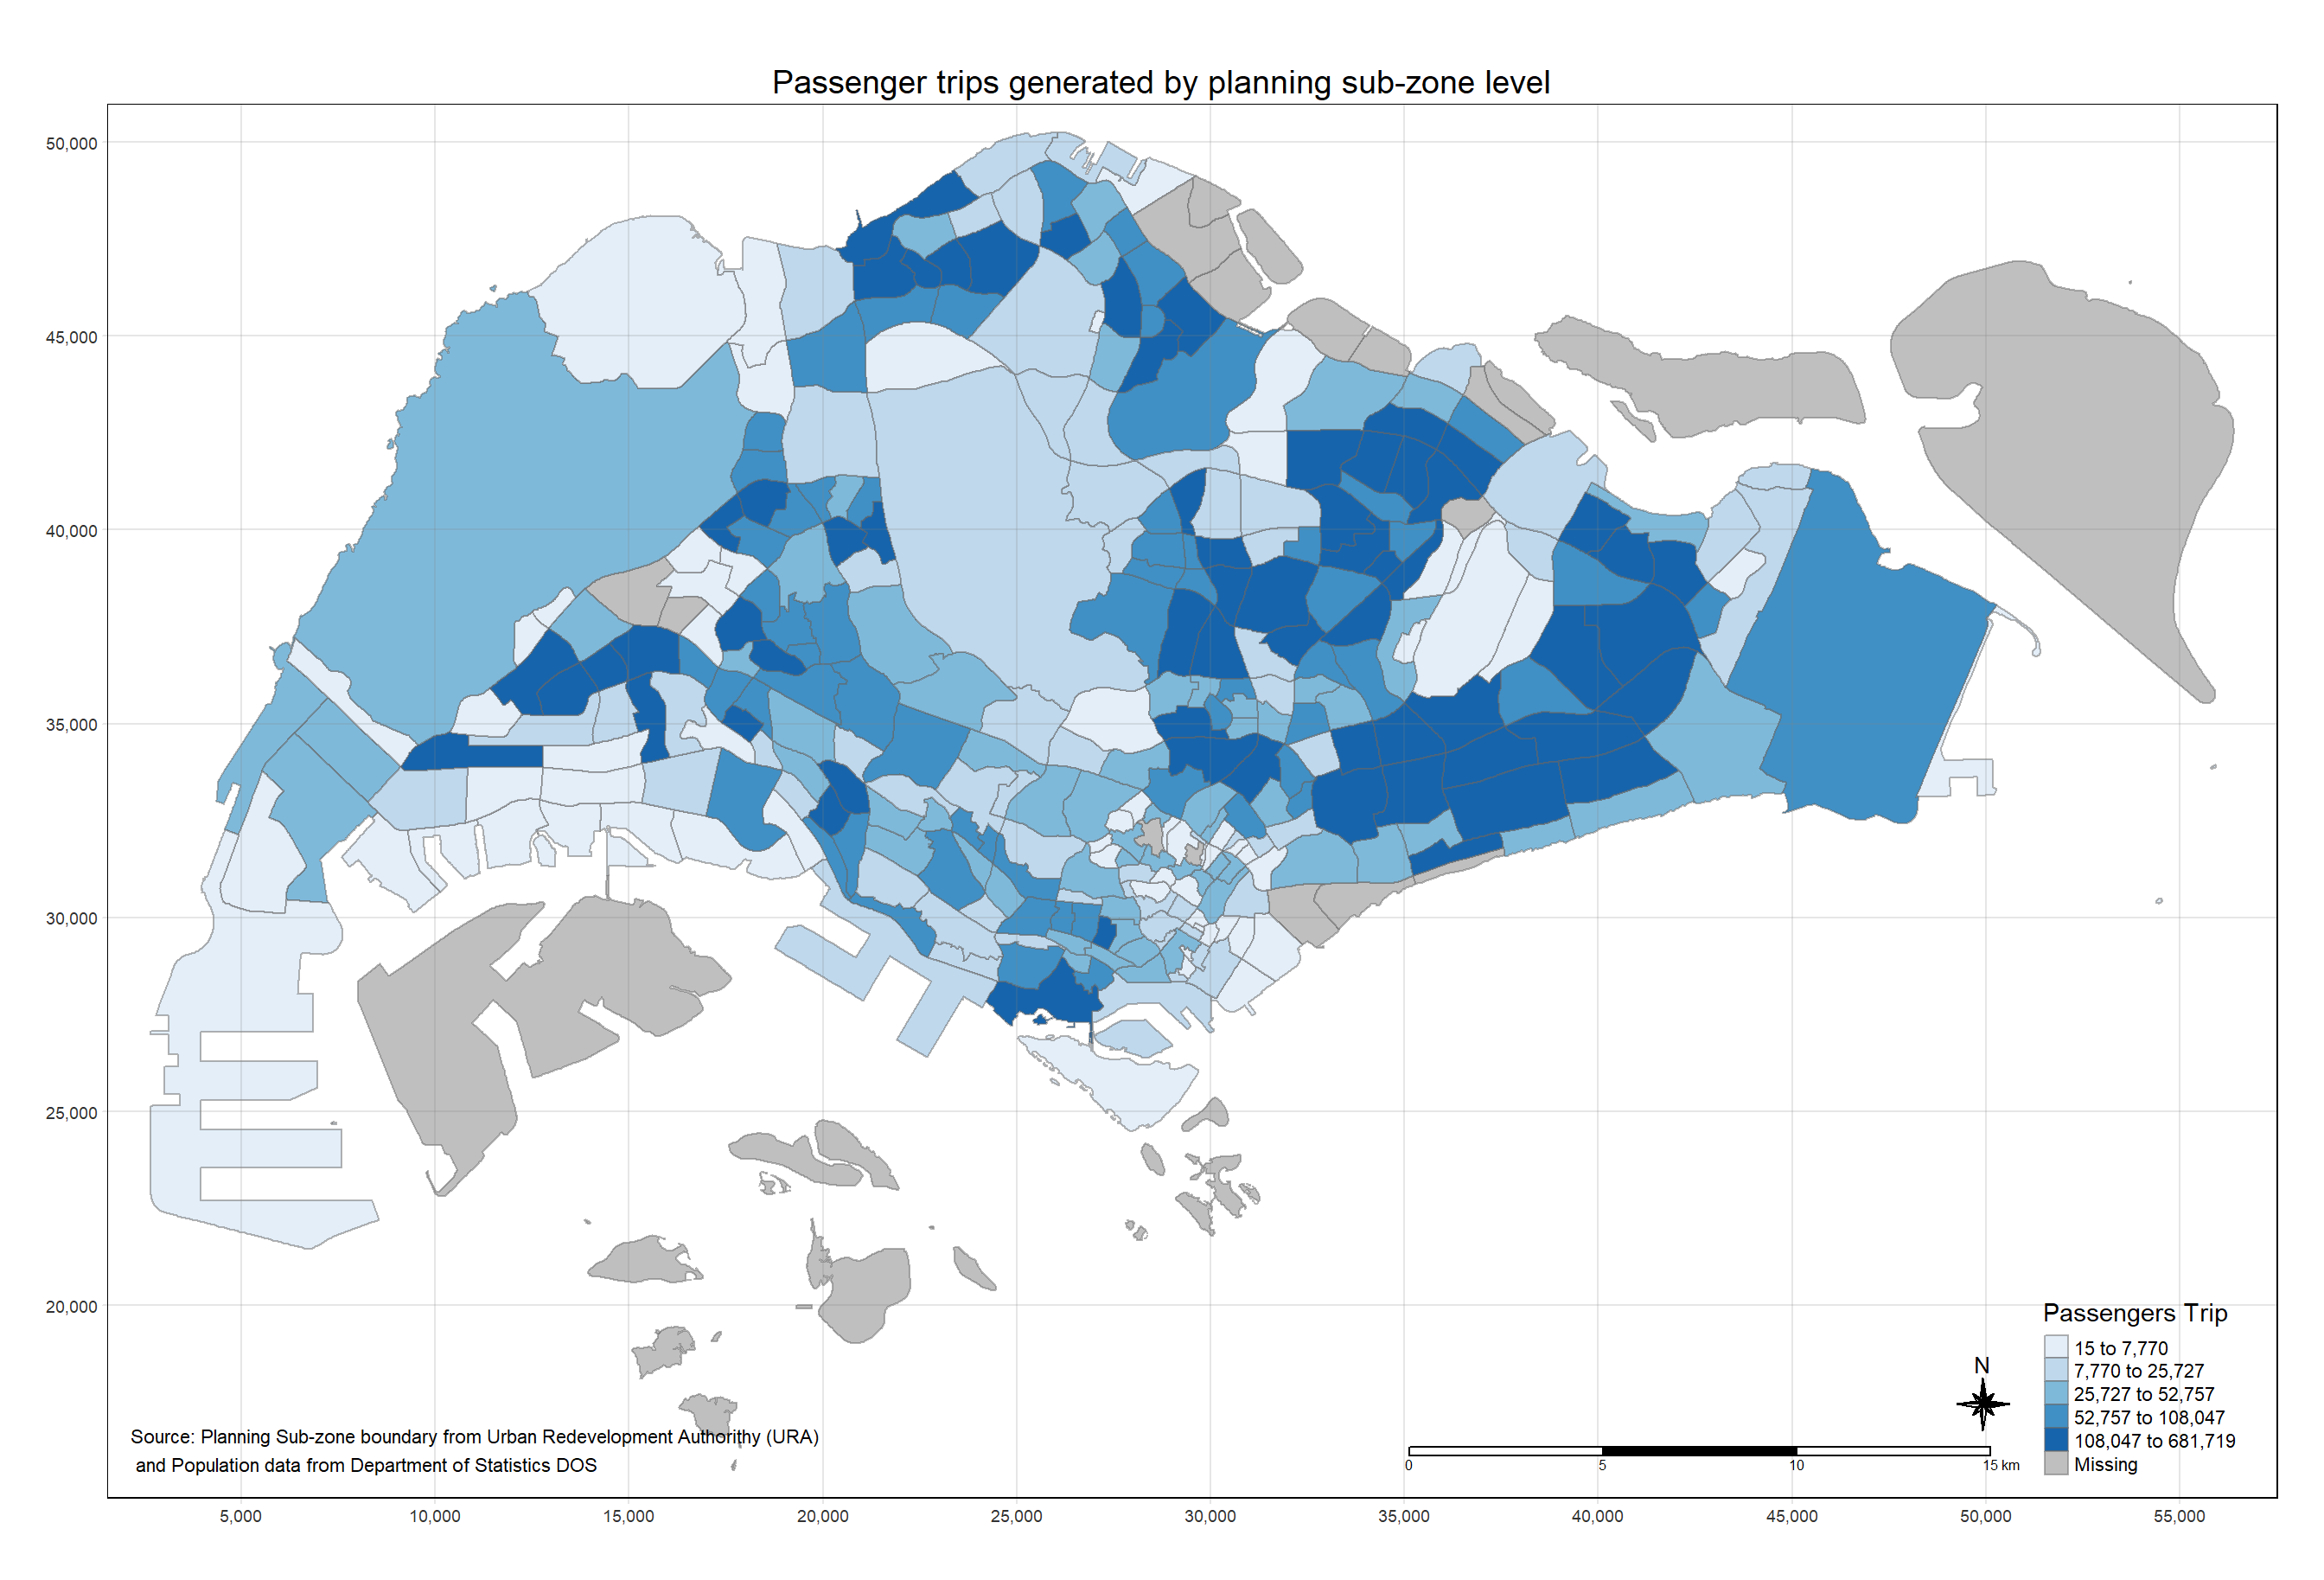 Passenger trips generated by planning sub-zone level
50,000
45,000
40,000
35,000
30,000
25,000
20,000
Passengers Trip
15 to 7,770
7,770 to 25,727
25,727 to 52,757
52,757 to 108,047
108,047 to 681,719
Missing
N
0 5 10 15 km
Source: Planning Sub-zone boundary from Urban Redevelopment Authorithy (URA)
and Population data from Department of Statistics DOS
5,000 10,000 15,000 20,000 25,000 30,000 35,000 40,000 45,000 50,000 55,000